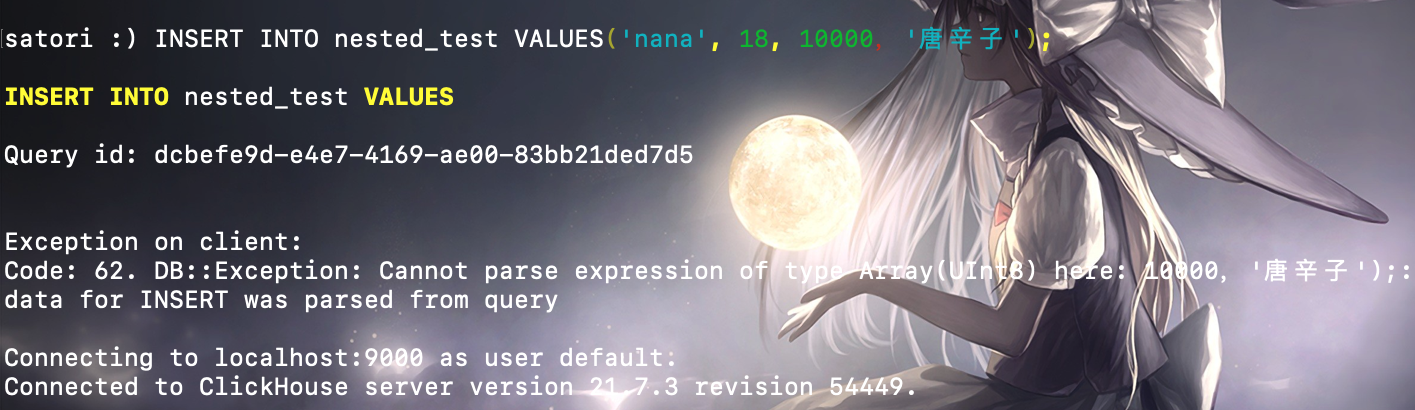 satori :) INSERT INTO nested_test VALUES('nana', 18, 10000, '唐辛子');
INSERT INTO nested_test VALUES
Query id: dcbefe9d-e4e7-4169-ae00-83bb21ded7d5
Exception on client:
Code: 62. DB::Exception: Cannot parse expression of type Array(UInt8) here: 10000, '唐辛子');:
data for INSERT was parsed from query
Connecting to localhost:9000 as user default.
Connected to ClickHouse server version 21.7.3 revision 54449.